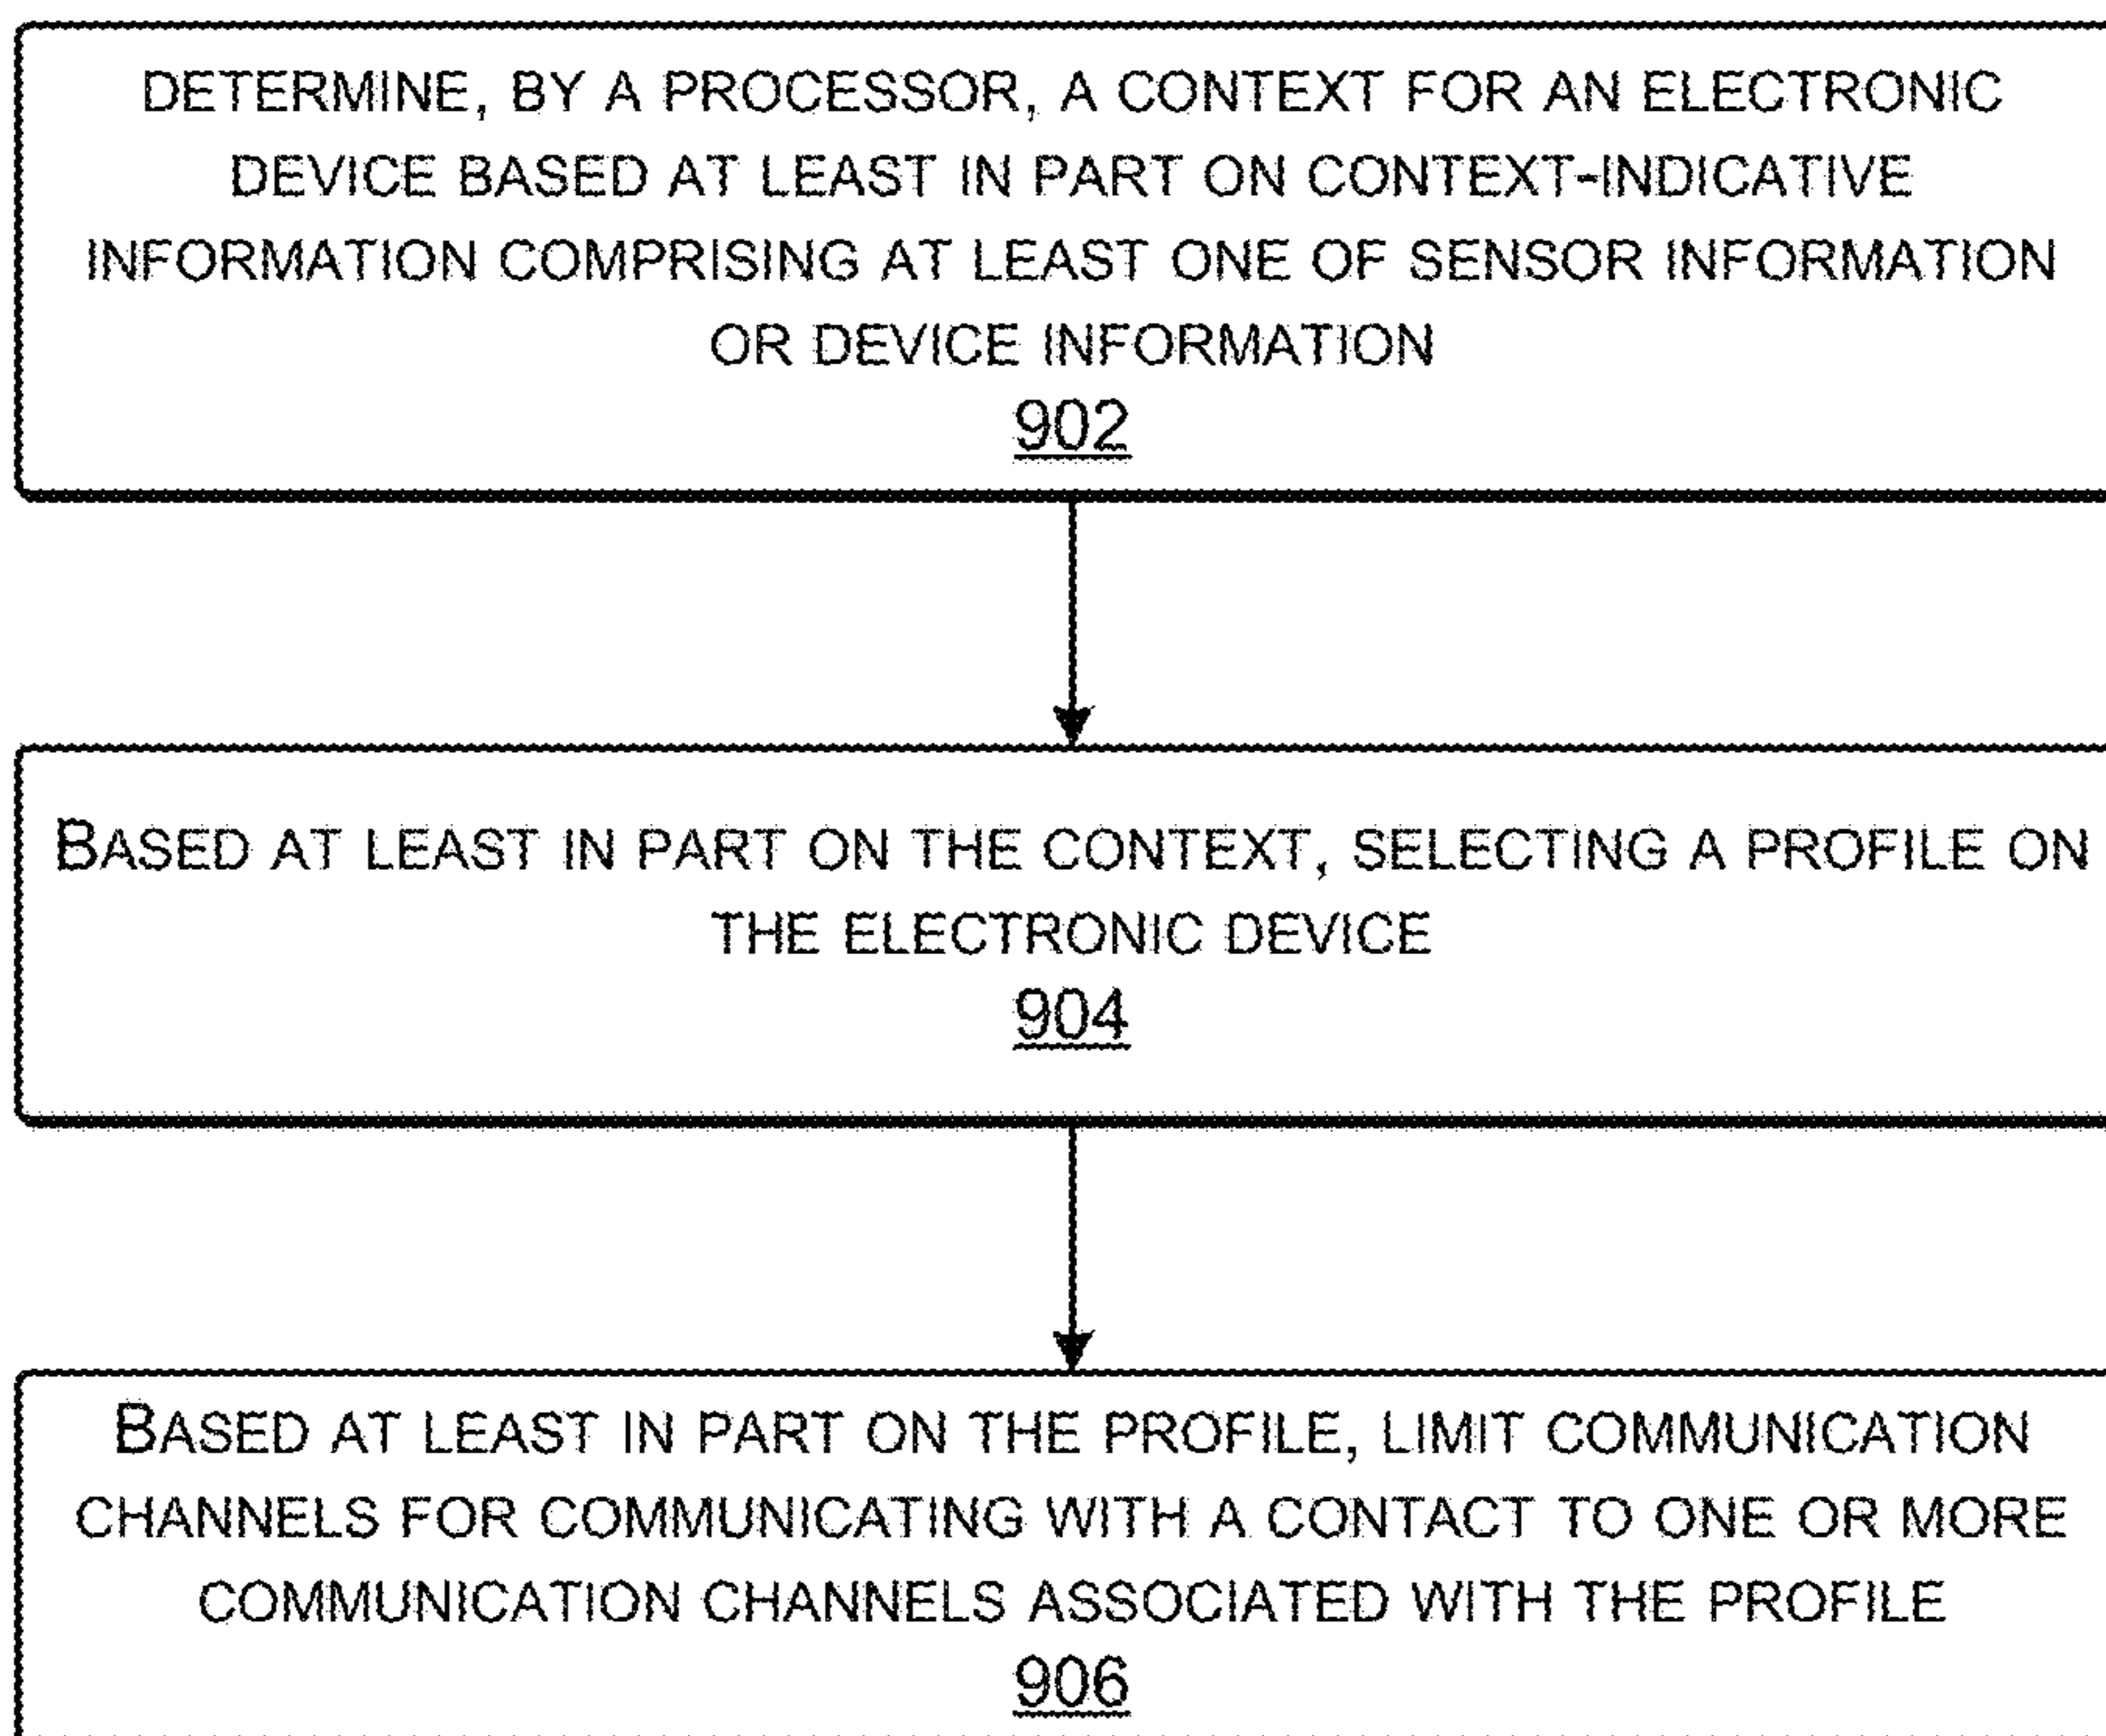 DETERMINE, BY A PROCESSOR, A CONTEXT FOR AN ELECTRONIC
DEVICE BASED AT LEAST IN PART ON CONTEXT-INDICATIVE
INFORMATION COMPRISING AT LEAST ONE OF SENSOR INFORMATION
OR DEVICE INFORMATION
902
BASED AT LEAST IN PART ON THE CONTEXT, SELECTING A PROFILE ON
THE ELECTRONIC DEVICE
904
BASED AT LEAST IN PART ON THE PROFILE, LIMIT COMMUNICATION
CHANNELS FOR COMMUNICATING WITH A CONTACT TO ONE OR MORE
COMMUNICATION CHANNELS ASSOCIATED WITH THE PROFILE
906